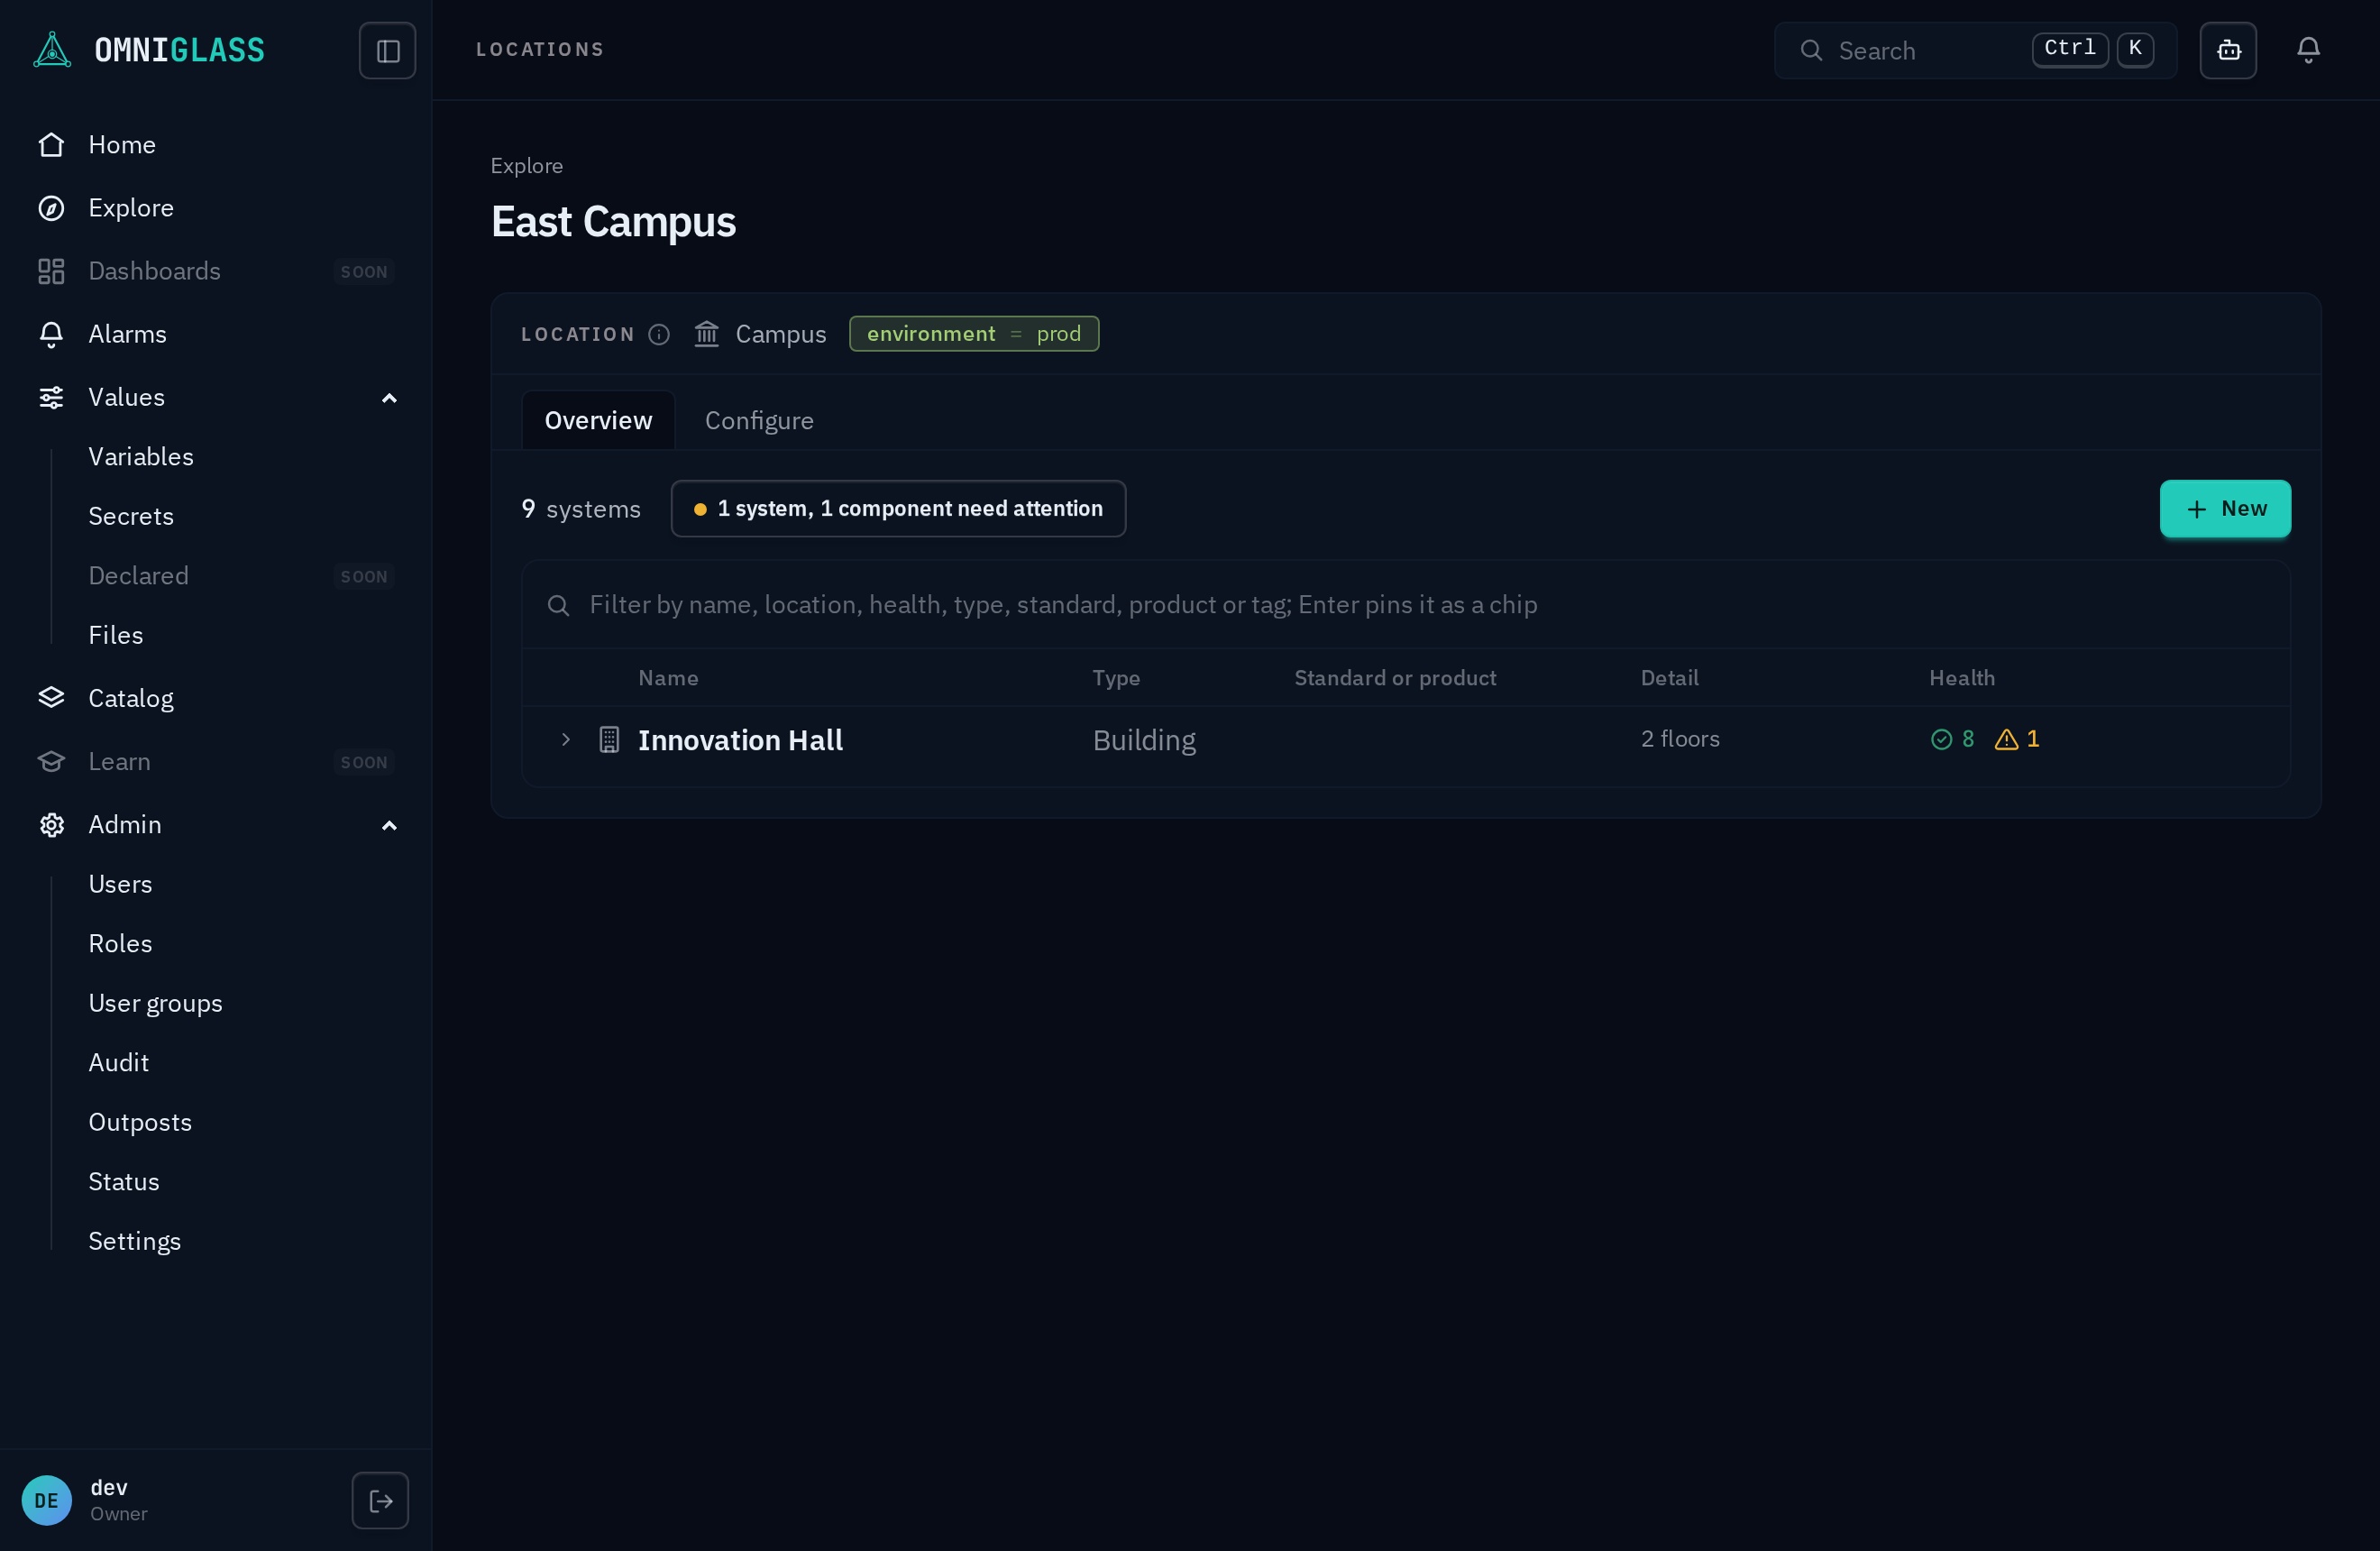 OMNIGLASS
LOCATIONS
Search
Ctrl K
Home
Explore
Dashboards SOON
Alarms
Values
Variables
Secrets
Declared SOON
Files
Catalog
Learn SOON
Admin
Users
Roles
User groups
Audit
Outposts
Status
Settings
DE
dev
Owner
Explore
East Campus
LOCATION Campus environment = prod
Overview Configure
9 systems 1 system, 1 component need attention + New
Filter by name, location, health, type, standard, product or tag; Enter pins it as a chip
Name Type Standard or product Detail Health
Innovation Hall Building 2 floors 8 1